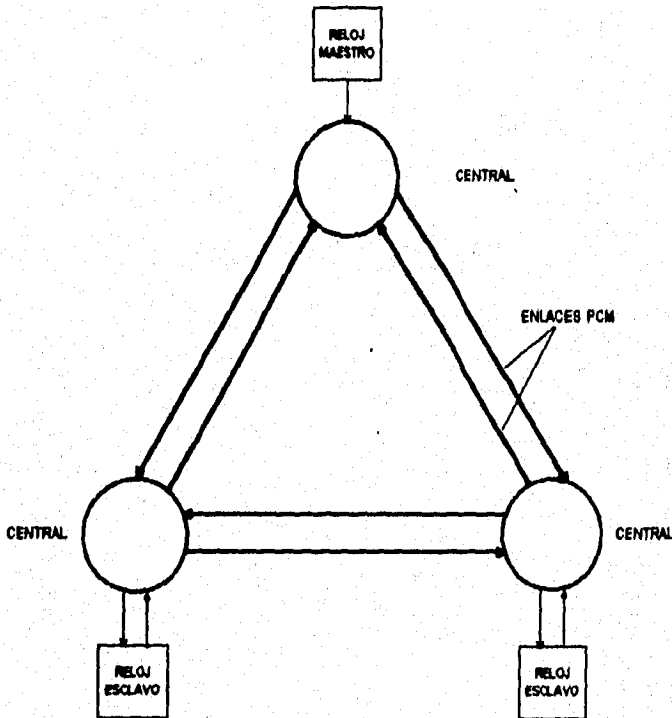 RELOJ
MAESTRO
CENTRAL
ENLACES PCM
CENTRAL
CENTRAL
RELOJ
ESCLAVO
RELOJ
ESCLAVO